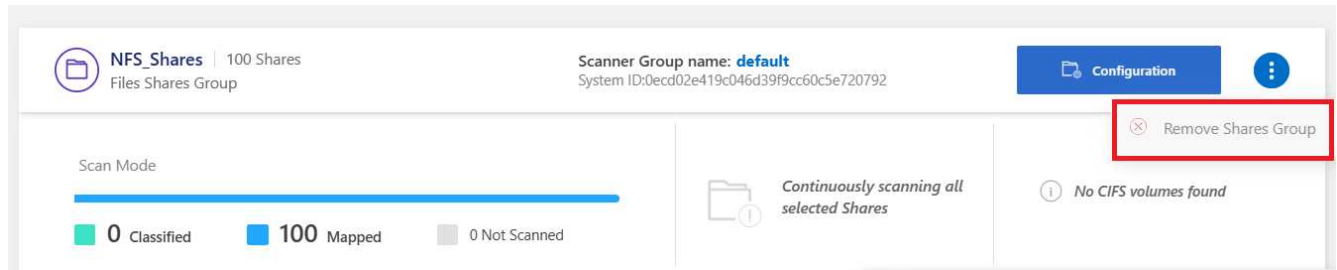 NFS_Shares | 100 Shares
Files Shares Group
Scanner Group name: default
System ID:0ecd02e419c046d39f9cc60c5e720792
Configuration
Remove Shares Group
Scan Mode
0 Classified
100 Mapped
0 Not Scanned
Continuously scanning all
selected Shares
No CIFS volumes found